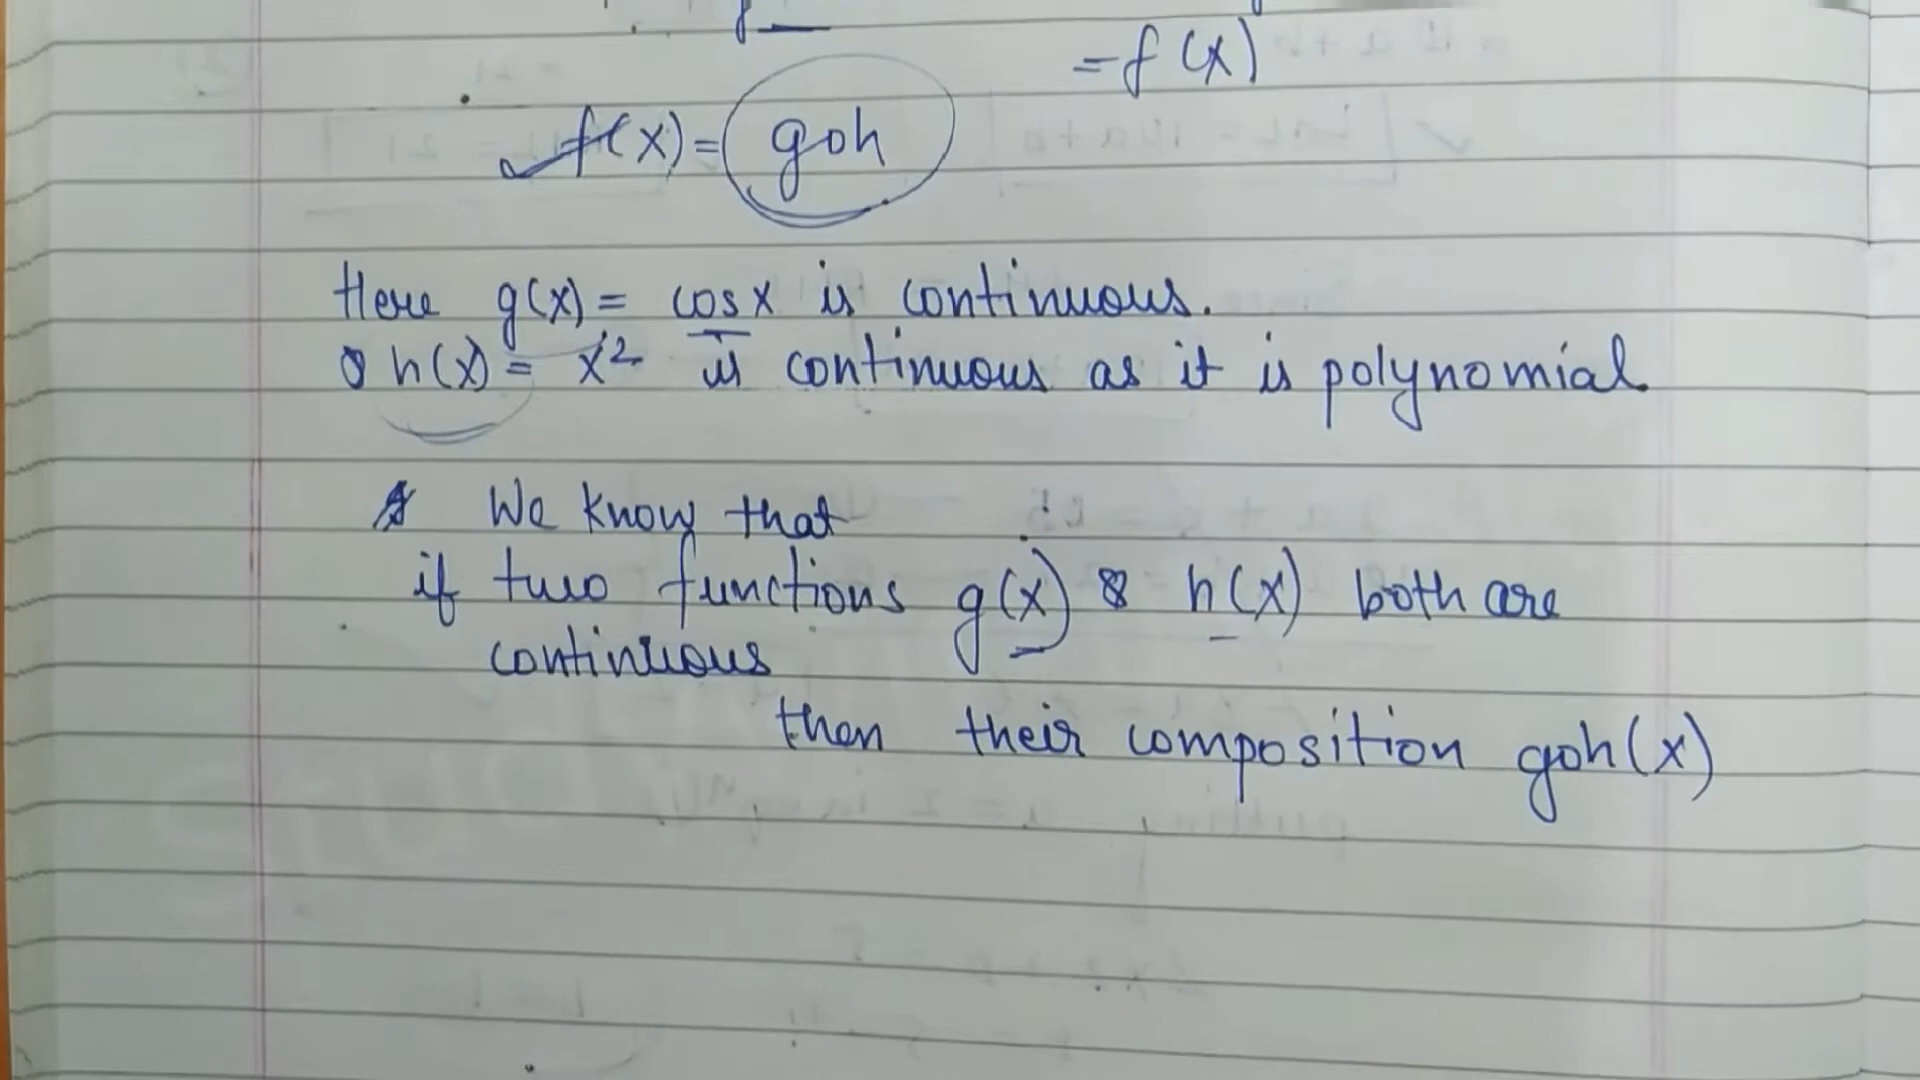 = f(x)
f(x) = goh
Here g(x) = cosx is continuous.
& h(x) = x² is continuous as it is polynomial
We know that
if two functions g(x) & h(x) both are
continuous
then their composition goh(x)